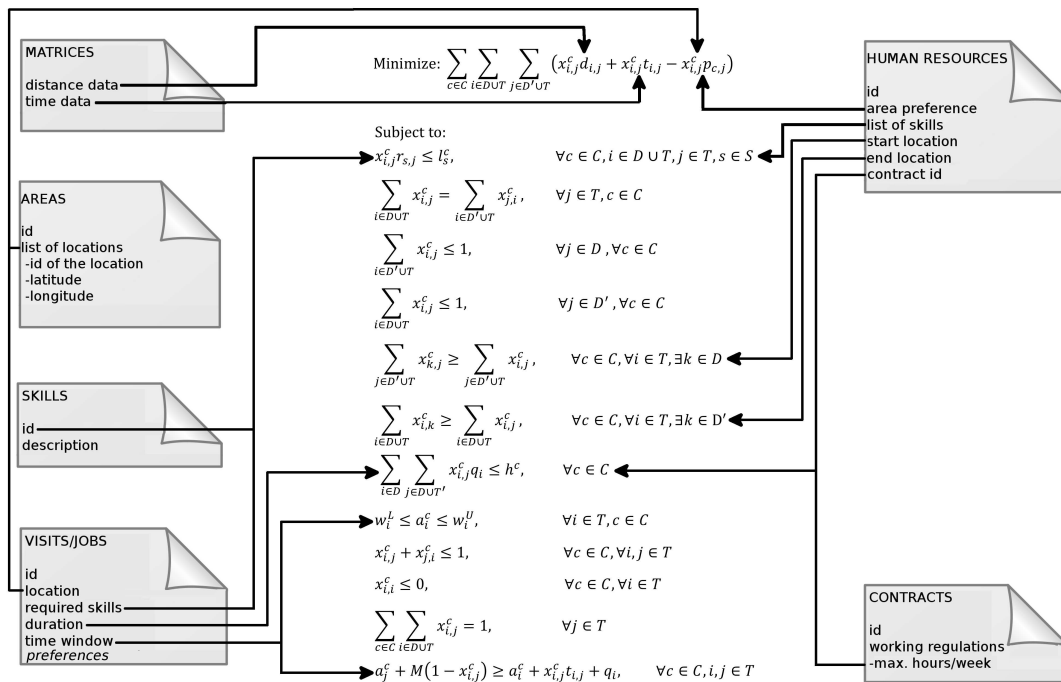 MATRICES
distance data
time data
AREAS
id
list of locations
-id of the location
-latitude
-longitude
SKILLS
id
description
VISITS/JOBS
id
location
required skills
duration
time window
preferences
Minimize: ∑_{c∈C} ∑_{i∈D∪T} ∑_{j∈D′∪T} (x^c_{i,j} d_{i,j} + x^c_{i,j} t_{i,j} − x^c_{i,j} p_{c,j})
Subject to:
x^c_{i,j} r_{s,j} ≤ l^c_s, ∀c ∈ C, i ∈ D ∪ T, j ∈ T, s ∈ S
∑_{i∈D∪T} x^c_{i,j} = ∑_{i∈D′∪T} x^c_{j,i}, ∀j ∈ T, c ∈ C
∑_{i∈D′∪T} x^c_{i,j} ≤ 1, ∀j ∈ D , ∀c ∈ C
∑_{i∈D∪T} x^c_{i,j} ≤ 1, ∀j ∈ D′ , ∀c ∈ C
∑_{j∈D′∪T} x^c_{k,j} ≥ ∑_{j∈D′∪T} x^c_{i,j} , ∀c ∈ C, ∀i ∈ T, ∃k ∈ D
∑_{i∈D∪T} x^c_{i,k} ≥ ∑_{i∈D∪T} x^c_{i,j} , ∀c ∈ C, ∀i ∈ T, ∃k ∈ D′
∑_{i∈D} ∑_{j∈D∪T′} x^c_{i,j} q_i ≤ h^c, ∀c ∈ C
w^L_i ≤ a^c_i ≤ w^U_i, ∀i ∈ T, c ∈ C
x^c_{i,j} + x^c_{j,i} ≤ 1, ∀c ∈ C, ∀i, j ∈ T
x^c_{i,i} ≤ 0, ∀c ∈ C, ∀i ∈ T
∑_{c∈C} ∑_{i∈D∪T} x^c_{i,j} = 1, ∀j ∈ T
a^c_j + M(1 − x^c_{i,j}) ≥ a^c_i + x^c_{i,j} t_{i,j} + q_i, ∀c ∈ C, i, j ∈ T
HUMAN RESOURCES
id
area preference
list of skills
start location
end location
contract id
CONTRACTS
id
working regulations
-max. hours/week